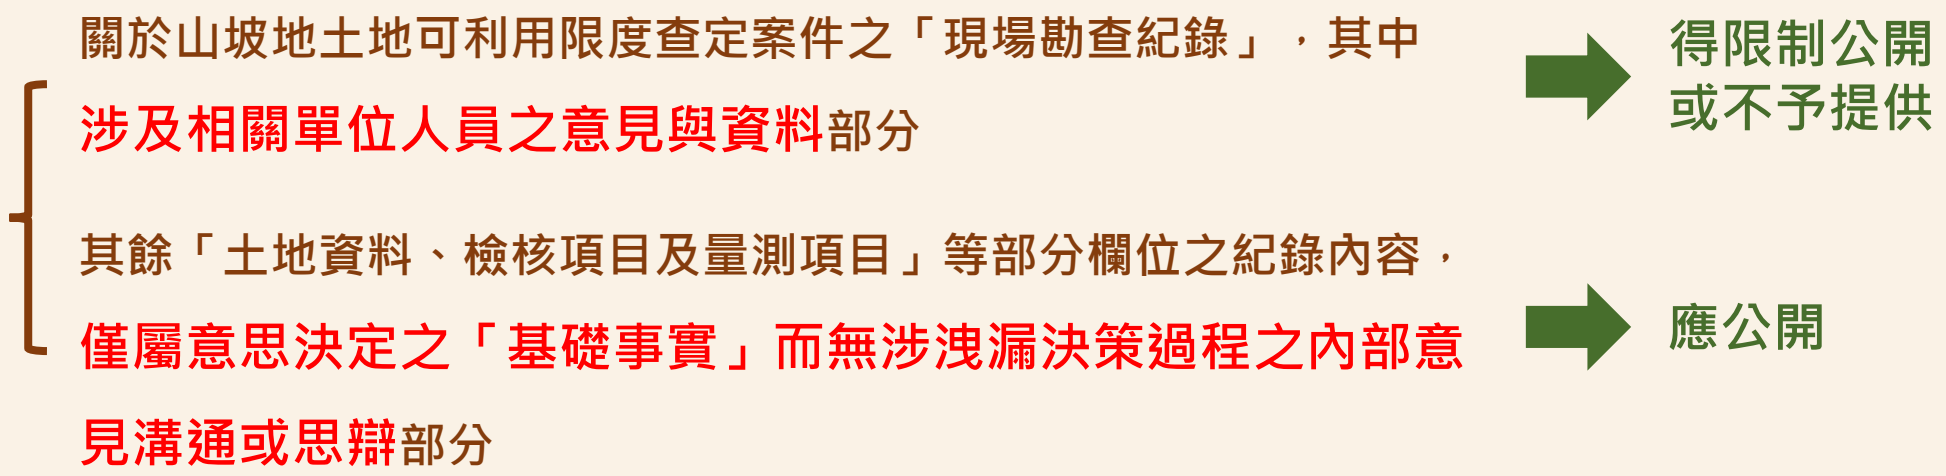 關於山坡地土地可利用限度查定案件之「現場勘查紀錄」，其中
涉及相關單位人員之意見與資料部分
得限制公開
或不予提供
其餘「土地資料、檢核項目及量測項目」等部分欄位之紀錄內容，
僅屬意思決定之「基礎事實」而無涉洩漏決策過程之內部意
見溝通或思辯部分
應公開